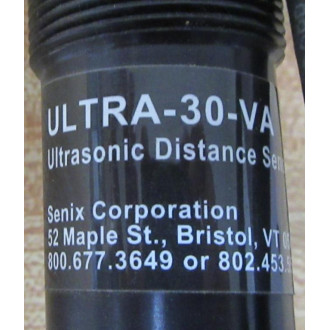 ULTRA-30-VA
Ultrasonic Distance
Senix Corporation
52 Maple St., Bristol, VT
800.677.3649 or 802.453.